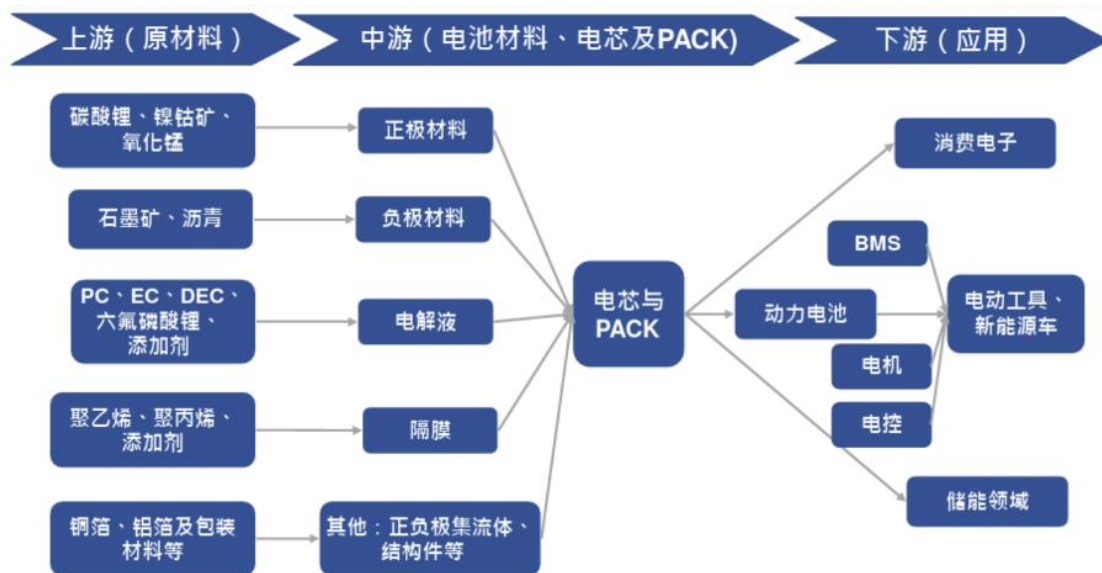 上游（原材料）
中游（电池材料、电芯及PACK)
下游（应用）
碳酸锂、镍钴矿、
氧化锰
正极材料
消费电子
石墨矿、沥青
负极材料
BMS
PC、EC、DEC、
六氟磷酸锂、
添加剂
电解液
电芯与
PACK
动力电池
电动工具、
新能源车
电机
聚乙烯、聚丙烯、
添加剂
隔膜
电控
铜箔、铝箔及包装
材料等
其他：正负极集流体、
结构件等
储能领域